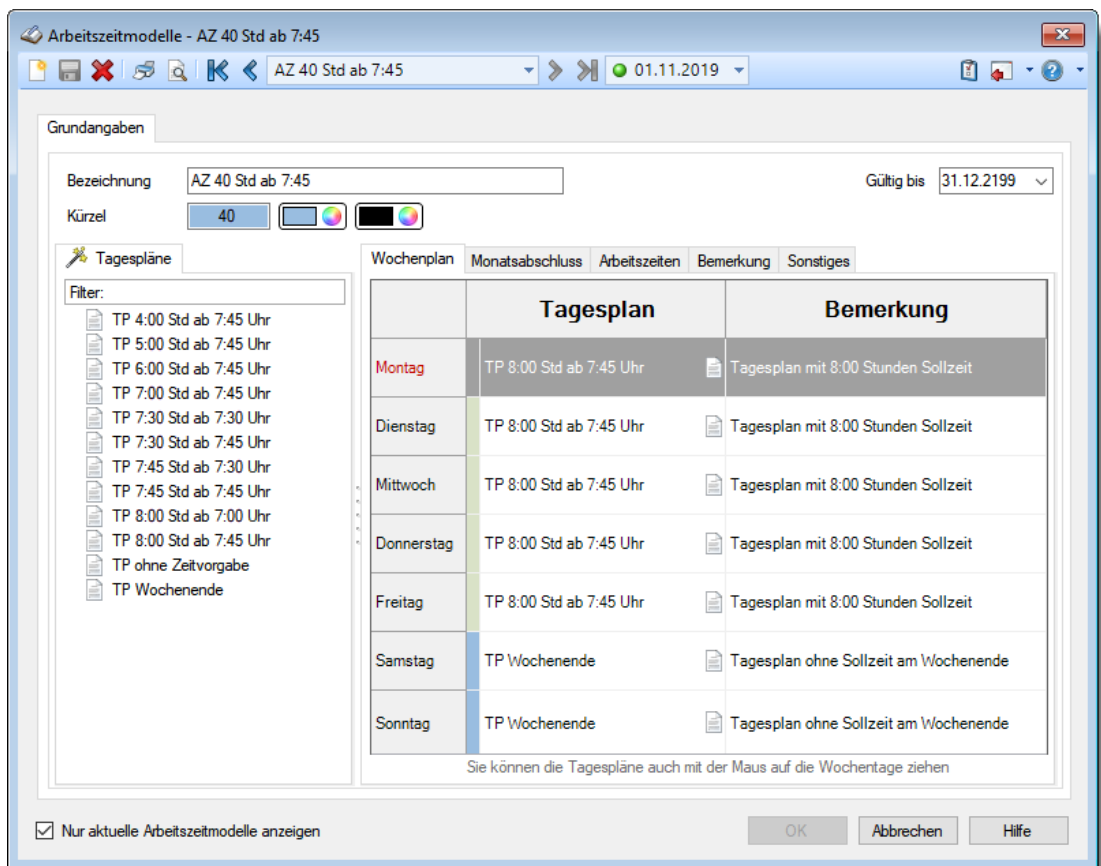 Arbeitszeitmodelle - AZ 40 Std ab 7:45
AZ 40 Std ab 7:45
01.11.2019
Grundangaben
Bezeichnung AZ 40 Std ab 7:45 Gültig bis 31.12.2199
Kürzel 40
Tagespläne
Filter:
TP 4:00 Std ab 7:45 Uhr
TP 5:00 Std ab 7:45 Uhr
TP 6:00 Std ab 7:45 Uhr
TP 7:00 Std ab 7:45 Uhr
TP 7:30 Std ab 7:30 Uhr
TP 7:30 Std ab 7:45 Uhr
TP 7:45 Std ab 7:30 Uhr
TP 7:45 Std ab 7:45 Uhr
TP 8:00 Std ab 7:00 Uhr
TP 8:00 Std ab 7:45 Uhr
TP ohne Zeitvorgabe
TP Wochenende
Wochenplan Monatsabschluss Arbeitszeiten Bemerkung Sonstiges
Tagesplan Bemerkung
Montag TP 8:00 Std ab 7:45 Uhr Tagesplan mit 8:00 Stunden Sollzeit
Dienstag TP 8:00 Std ab 7:45 Uhr Tagesplan mit 8:00 Stunden Sollzeit
Mittwoch TP 8:00 Std ab 7:45 Uhr Tagesplan mit 8:00 Stunden Sollzeit
Donnerstag TP 8:00 Std ab 7:45 Uhr Tagesplan mit 8:00 Stunden Sollzeit
Freitag TP 8:00 Std ab 7:45 Uhr Tagesplan mit 8:00 Stunden Sollzeit
Samstag TP Wochenende Tagesplan ohne Sollzeit am Wochenende
Sonntag TP Wochenende Tagesplan ohne Sollzeit am Wochenende
Sie können die Tagespläne auch mit der Maus auf die Wochentage ziehen
Nur aktuelle Arbeitszeitmodelle anzeigen
OK Abbrechen Hilfe